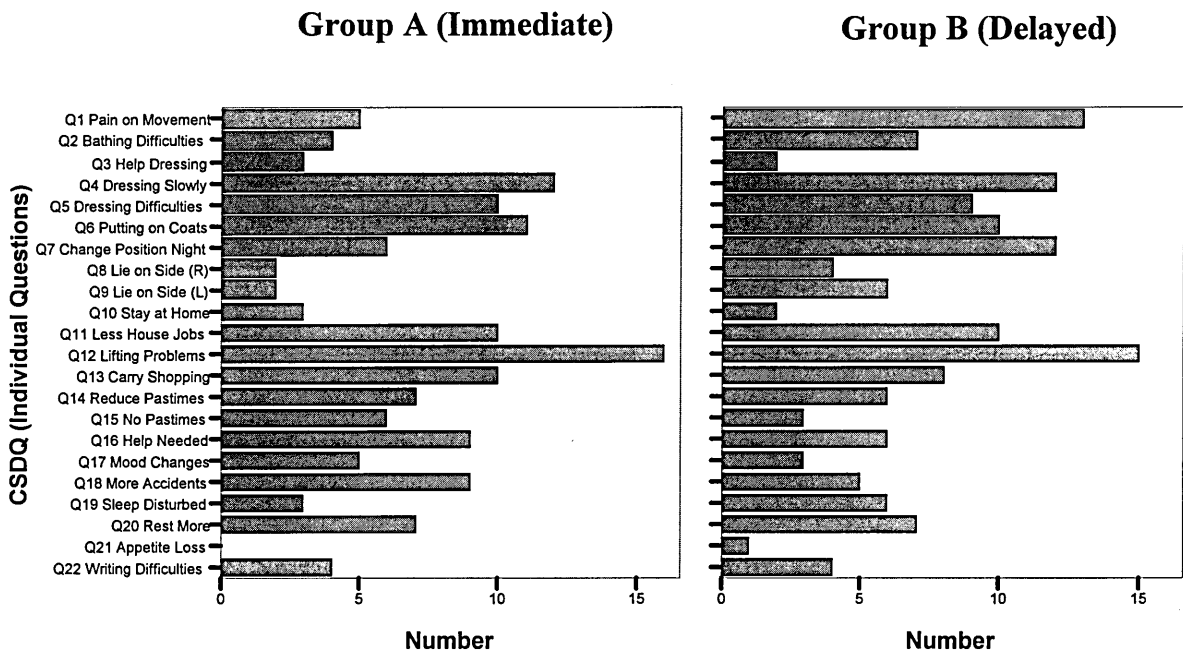 Group A (Immediate)
Group B (Delayed)
CSDQ (Individual Questions)
Q1 Pain on Movement
Q2 Bathing Difficulties
Q3 Help Dressing
Q4 Dressing Slowly
Q5 Dressing Difficulties
Q6 Putting on Coats
Q7 Change Position Night
Q8 Lie on Side (R)
Q9 Lie on Side (L)
Q10 Stay at Home
Q11 Less House Jobs
Q12 Lifting Problems
Q13 Carry Shopping
Q14 Reduce Pastimes
Q15 No Pastimes
Q16 Help Needed
Q17 Mood Changes
Q18 More Accidents
Q19 Sleep Disturbed
Q20 Rest More
Q21 Appetite Loss
Q22 Writing Difficulties
0 5 10 15
0 5 10 15
Number
Number